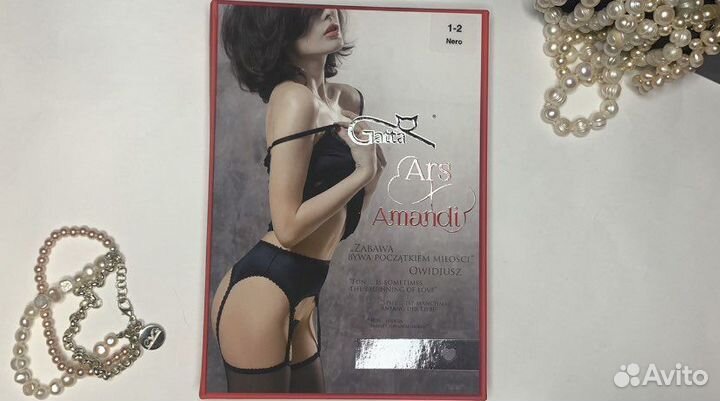 1-2
Nero
Gatta
Ars
Amandi
„Zabawa
bywa początkiem miłości"
Owidiusz
"Fun ... is sometimes
the beginning of love"
Avito